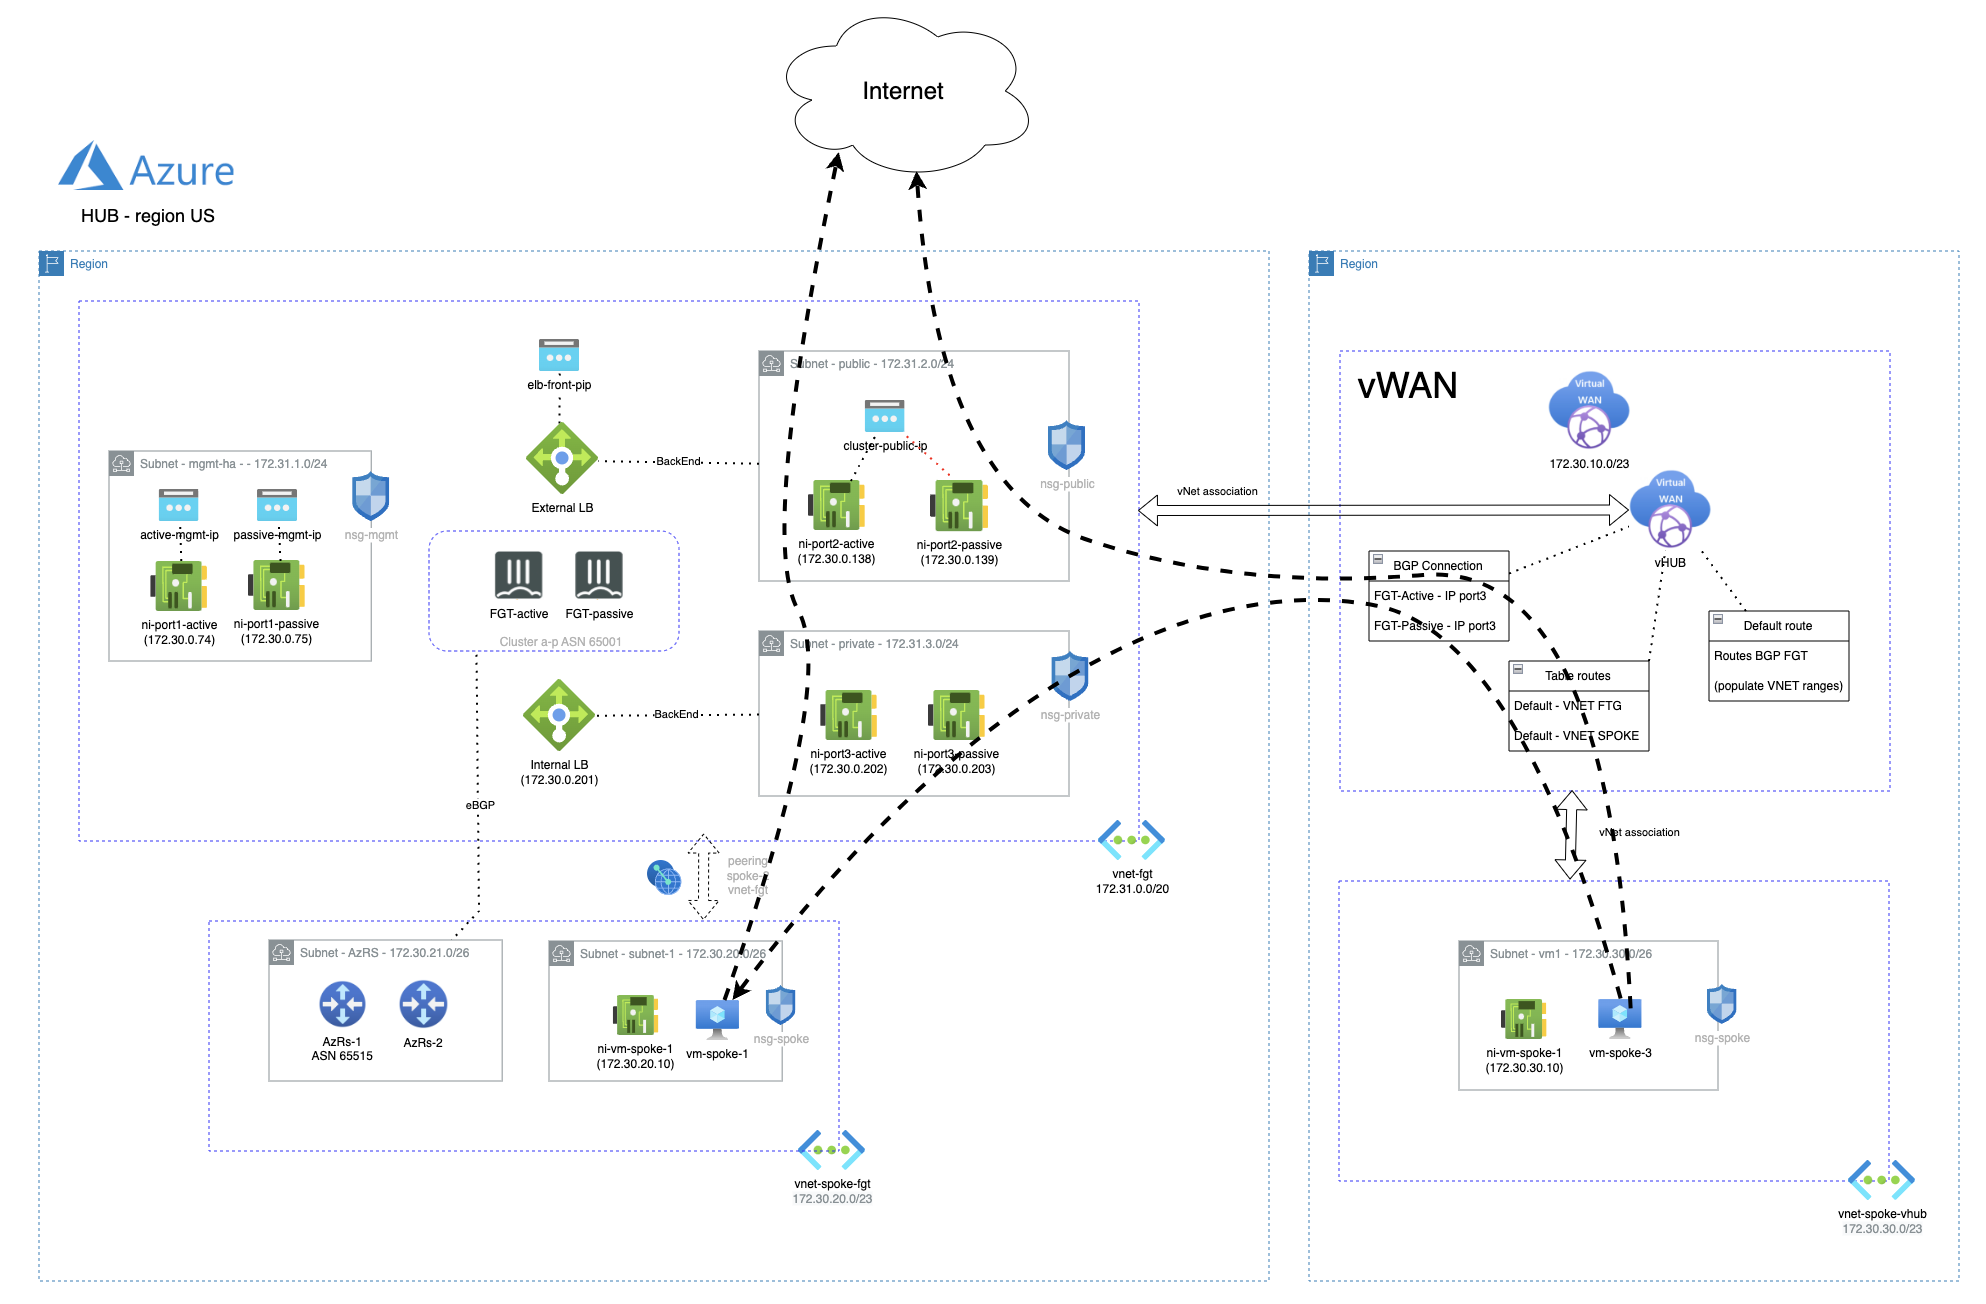 Internet
Azure
HUB - region US
Region
Region
elb-front-pip
External LB
BackEnd
Subnet - public - 172.31.2.0/24
cluster-public-ip
ni-port2-active
(172.30.0.138)
ni-port2-passive
(172.30.0.139)
nsg-public
Subnet - mgmt-ha - - 172.31.1.0/24
active-mgmt-ip
passive-mgmt-ip
nsg-mgmt
ni-port1-active
(172.30.0.74)
ni-port1-passive
(172.30.0.75)
FGT-active
FGT-passive
Cluster a-p ASN 65001
Subnet - private - 172.31.3.0/24
ni-port3-active
(172.30.0.202)
ni-port3-passive
(172.30.0.203)
nsg-private
BackEnd
Internal LB
(172.30.0.201)
eBGP
peering
spoke-2
vnet-fgt
vnet-fgt
172.31.0.0/20
Subnet - AzRS - 172.30.21.0/26
AzRs-1
ASN 65515
AzRs-2
Subnet - subnet-1 - 172.30.20.0/26
ni-vm-spoke-1
(172.30.20.10)
vm-spoke-1
nsg-spoke
vnet-spoke-fgt
172.30.20.0/23
vNet association
vWAN
Virtual
WAN
172.30.10.0/23
Virtual
WAN
vHUB
BGP Connection
FGT-Active - IP port3
FGT-Passive - IP port3
Table routes
Default - VNET FTG
Default - VNET SPOKE
Default route
Routes BGP FGT
(populate VNET ranges)
vNet association
Subnet - vm1 - 172.30.30.0/26
ni-vm-spoke-1
(172.30.30.10)
vm-spoke-3
nsg-spoke
vnet-spoke-vhub
172.30.30.0/23